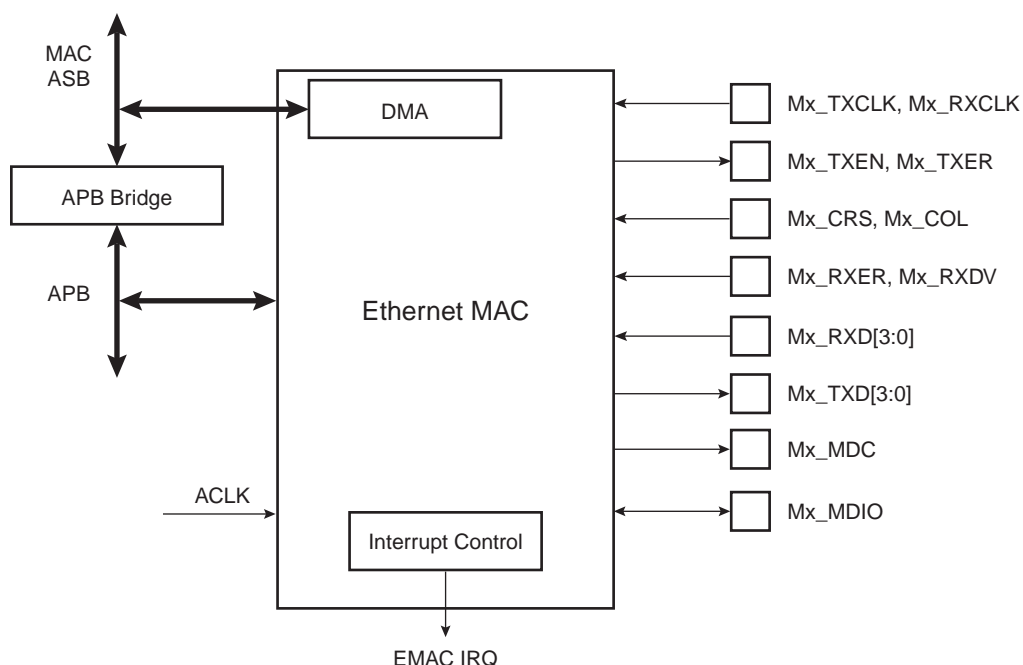 MAC
ASB
DMA
APB Bridge
APB
Ethernet MAC
ACLK
Interrupt Control
EMAC IRQ
Mx_TXCLK, Mx_RXCLK
Mx_TXEN, Mx_TXER
Mx_CRS, Mx_COL
Mx_RXER, Mx_RXDV
Mx_RXD[3:0]
Mx_TXD[3:0]
Mx_MDC
Mx_MDIO